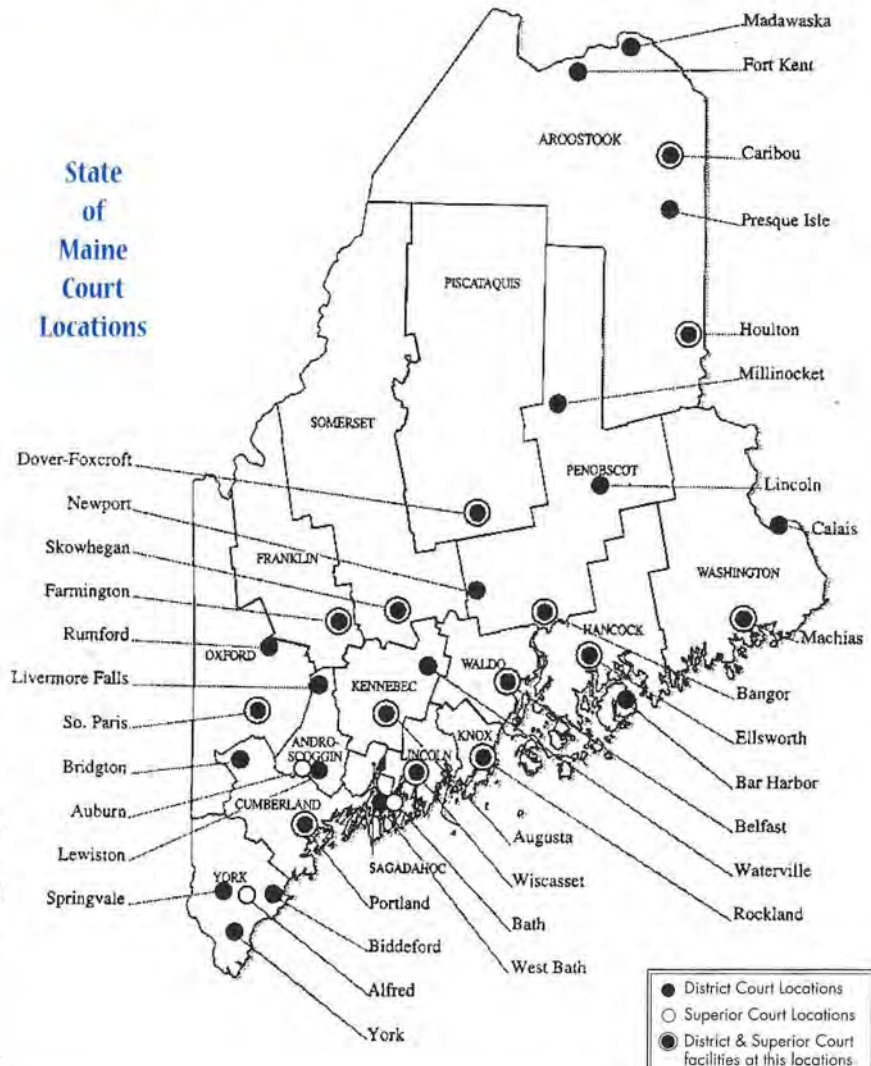 State
of
Maine
Court
Locations
Madawaska
Fort Kent
AROOSTOOK
Caribou
Presque Isle
PISCATAQUIS
Houlton
Millinocket
SOMERSET
Dover-Foxcroft
PENOBSCOT
Lincoln
Newport
Calais
Skowhegan
FRANKLIN
WASHINGTON
Farmington
HANCOCK
Machias
Rumford
OXFORD
WALDO
Livermore Falls
KENNEBEC
Bangor
So. Paris
Ellsworth
KNOX
ANDRO-
SCOGGIN
LINCOLN
Bridgton
Bar Harbor
Auburn
CUMBERLAND
Belfast
Augusta
Lewiston
SAGADAHOC
Waterville
Wiscasset
Springvale
YORK
Portland
Rockland
Bath
Biddeford
West Bath
Alfred
York
District Court Locations
Superior Court Locations
District & Superior Court
facilities at this locations